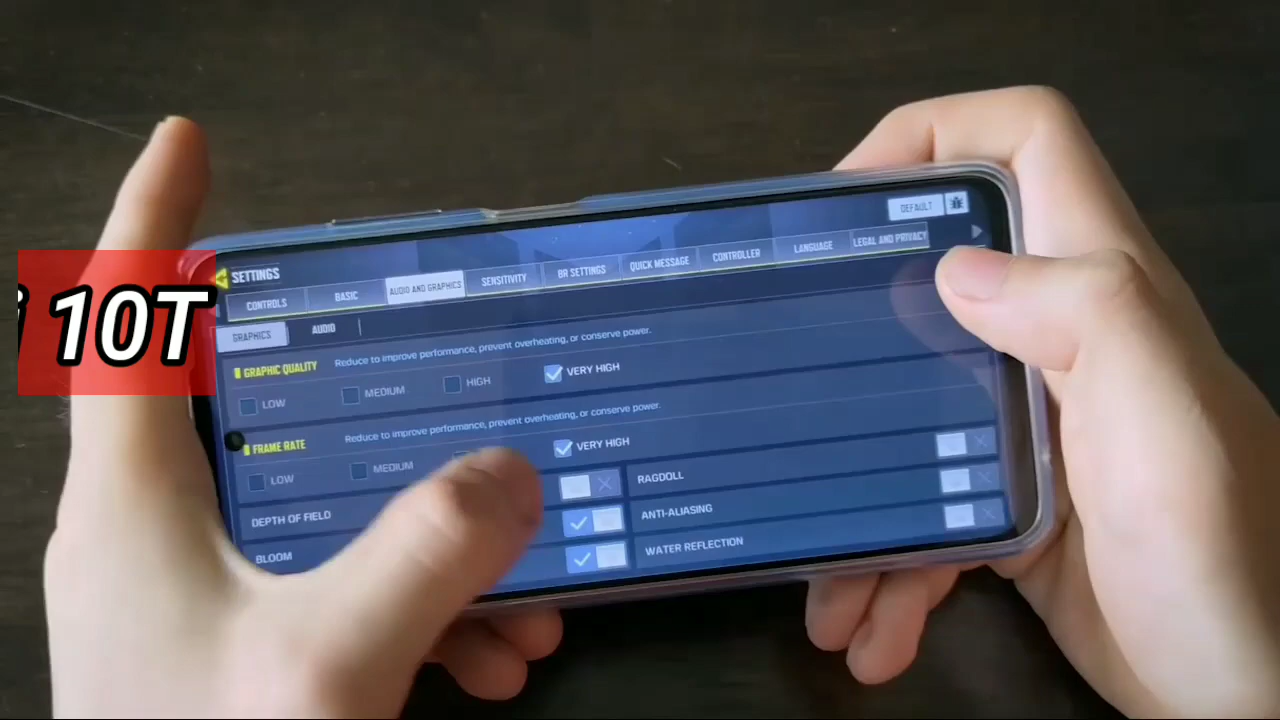 DEFAULT
SETTINGS
CONTROLS BASIC AUDIO AND GRAPHICS SENSITIVITY BR SETTINGS QUICK MESSAGE CONTROLLER LANGUAGE LEGAL AND PRIVACY
GRAPHICS AUDIO
10T
GRAPHIC QUALITY Reduce to improve performance, prevent overheating, or conserve power.
LOW MEDIUM HIGH VERY HIGH
FRAME RATE Reduce to improve performance, prevent overheating, or conserve power.
LOW MEDIUM VERY HIGH
DEPTH OF FIELD RAGDOLL
BLOOM ANTI-ALIASING
WATER REFLECTION